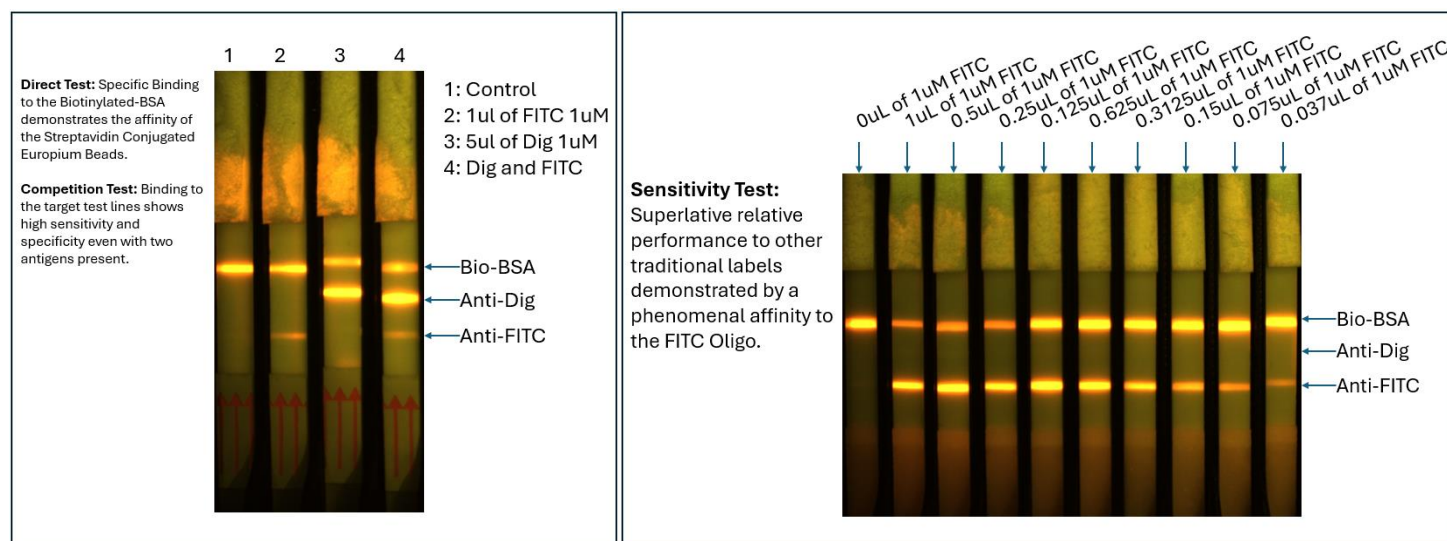 1 2 3 4
Direct Test: Specific Binding
to the Biotinylated-BSA
demonstrates the affinity
of the Streptavidin Conjugated
Europium Beads.
Competition Test: Binding to
the target test lines shows
high sensitivity and
specificity even with two
antigens present.
1: Control
2: 1ul of FITC 1uM
3: 5ul of Dig 1uM
4: Dig and FITC
Bio-BSA
Anti-Dig
Anti-FITC
0uL of 1uM FITC
1uL of 1uM FITC
0.5uL of 1uM FITC
0.25uL of 1uM FITC
0.125uL of 1uM FITC
0.625uL of 1uM FITC
0.3125uL of 1uM FITC
0.15uL of 1uM FITC
0.075uL of 1uM FITC
0.037uL of 1uM FITC
Sensitivity Test:
Superlative relative
performance to other
traditional labels
demonstrated by a
phenomenal affinity to
the FITC Oligo.
Bio-BSA
Anti-Dig
Anti-FITC